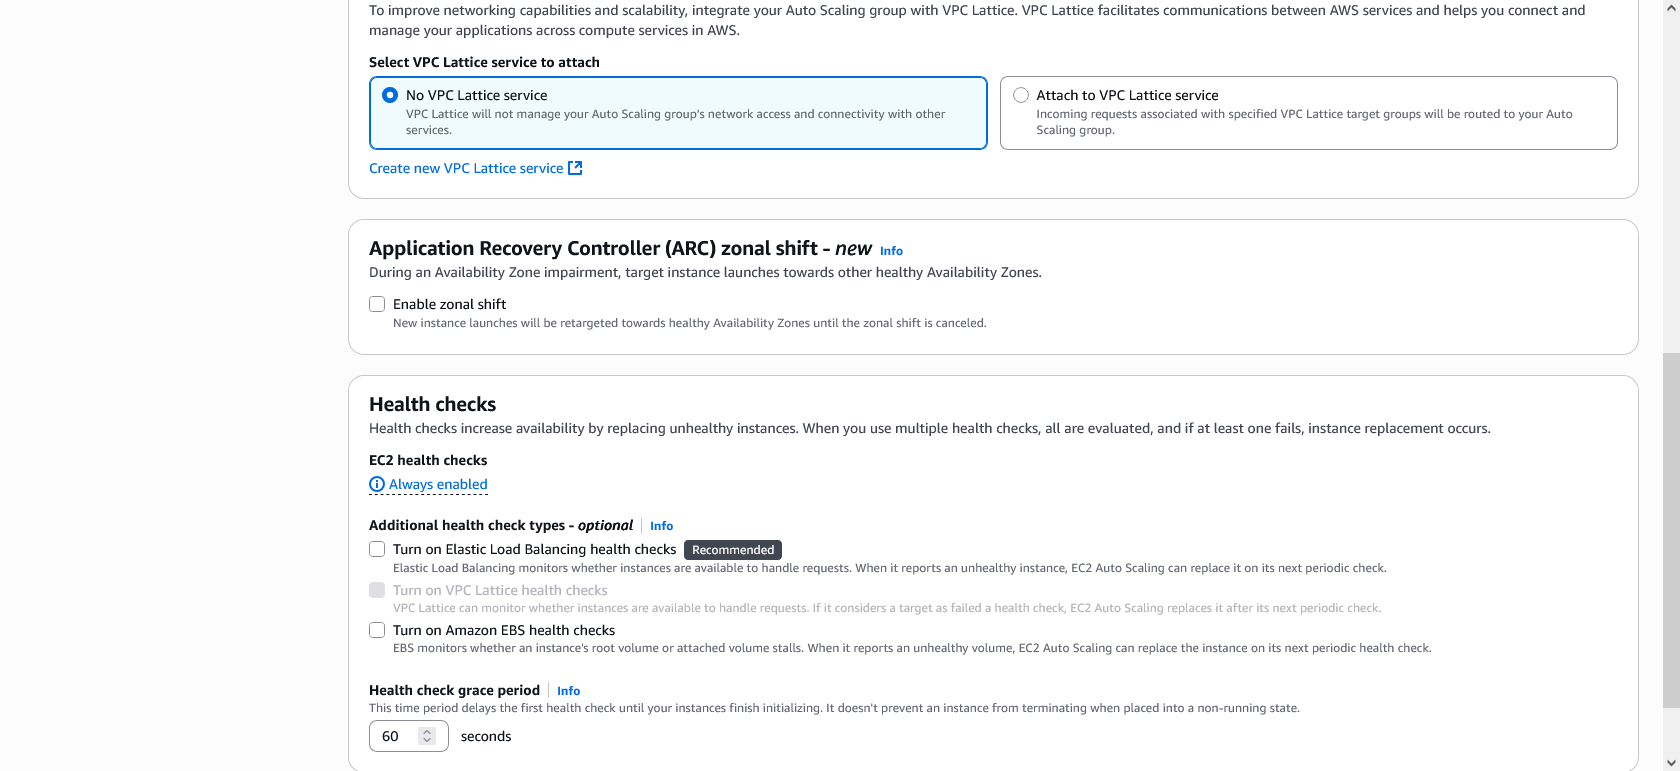 To improve networking capabilities and scalability, integrate your Auto Scaling group with VPC Lattice. VPC Lattice facilitates communications between AWS services and helps you connect and
manage your applications across compute services in AWS.
Select VPC Lattice service to attach
No VPC Lattice service
VPC Lattice will not manage your Auto Scaling group's network access and connectivity with other
services.
Attach to VPC Lattice service
Incoming requests associated with specified VPC Lattice target groups will be routed to your Auto
Scaling group.
Create new VPC Lattice service
Application Recovery Controller (ARC) zonal shift - new Info
During an Availability Zone impairment, target instance launches towards other healthy Availability Zones.
Enable zonal shift
New instance launches will be retargeted towards healthy Availability Zones until the zonal shift is canceled.
Health checks
Health checks increase availability by replacing unhealthy instances. When you use multiple health checks, all are evaluated, and if at least one fails, instance replacement occurs.
EC2 health checks
Always enabled
Additional health check types - optional Info
Turn on Elastic Load Balancing health checks Recommended
Elastic Load Balancing monitors whether instances are available to handle requests. When it reports an unhealthy instance, EC2 Auto Scaling can replace it on its next periodic check.
Turn on VPC Lattice health checks
VPC Lattice can monitor whether instances are available to handle requests. If it considers a target as failed a health check, EC2 Auto Scaling replaces it after its next periodic check.
Turn on Amazon EBS health checks
EBS monitors whether an instance's root volume or attached volume stalls. When it reports an unhealthy volume, EC2 Auto Scaling can replace the instance on its next periodic health check.
Health check grace period Info
This time period delays the first health check until your instances finish initializing. It doesn't prevent an instance from terminating when placed into a non-running state.
60 seconds